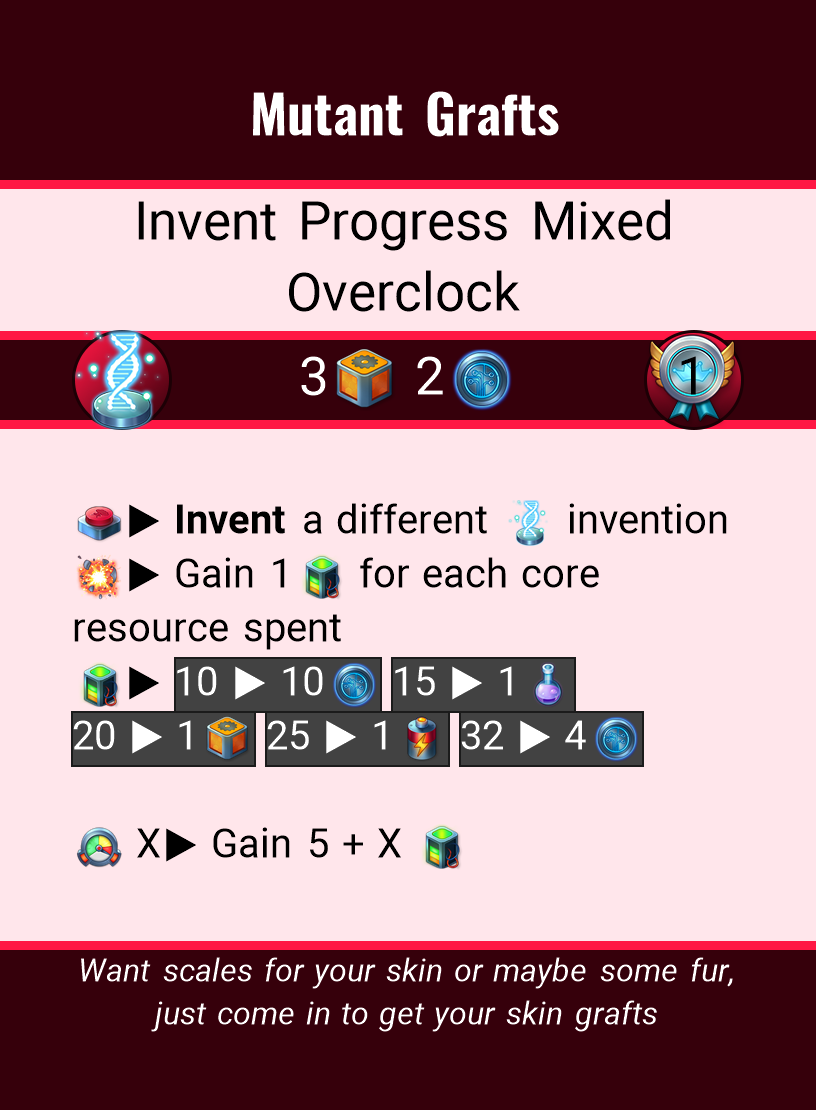 Mutant Grafts
Invent Progress Mixed
Overclock
3 2 1
▶ Invent a different invention
▶ Gain 1 for each core
resource spent
▶ 10 ▶ 10 15 ▶ 1
20 ▶ 1 25 ▶ 1 32 ▶ 4
X▶ Gain 5 + X
Want scales for your skin or maybe some fur,
just come in to get your skin grafts